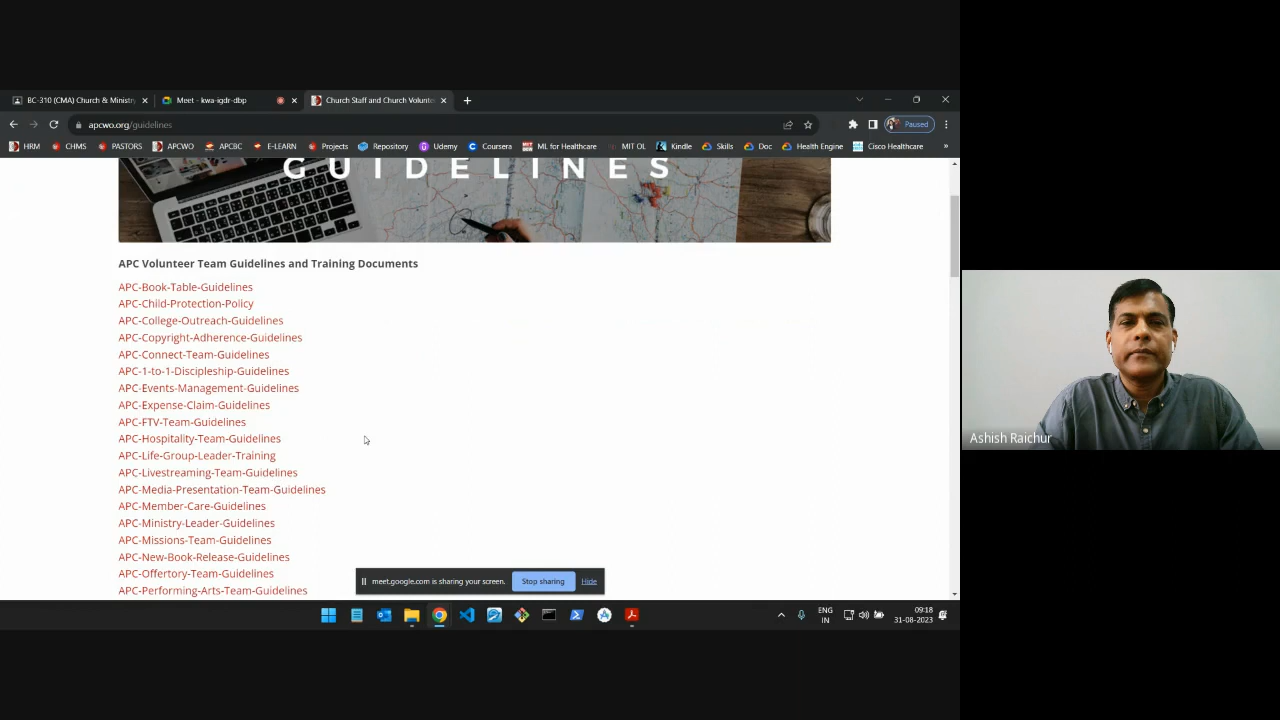 BC-310 (CMA) Church & Ministry
Meet - kwa-igdr-dbp
Church Staff and Church Volunte
apcwo.org/guidelines
Paused
HRM
CHMS
PASTORS
APCWO
APCBC
E-LEARN
Projects
Repository
Udemy
Coursera
ML for Healthcare
MIT OL
Kindle
Skills
Doc
Health Engine
Cisco Healthcare
GUIDELINES
APC Volunteer Team Guidelines and Training Documents
APC-Book-Table-Guidelines
APC-Child-Protection-Policy
APC-College-Outreach-Guidelines
APC-Copyright-Adherence-Guidelines
APC-Connect-Team-Guidelines
APC-1-to-1-Discipleship-Guidelines
APC-Events-Management-Guidelines
APC-Expense-Claim-Guidelines
APC-FTV-Team-Guidelines
APC-Hospitality-Team-Guidelines
APC-Life-Group-Leader-Training
APC-Livestreaming-Team-Guidelines
APC-Media-Presentation-Team-Guidelines
APC-Member-Care-Guidelines
APC-Ministry-Leader-Guidelines
APC-Missions-Team-Guidelines
APC-New-Book-Release-Guidelines
APC-Offertory-Team-Guidelines
APC-Performing-Arts-Team-Guidelines
meet.google.com is sharing your screen.
Stop sharing
Hide
ENG
IN
09:18
31-08-2023
Ashish Raichur